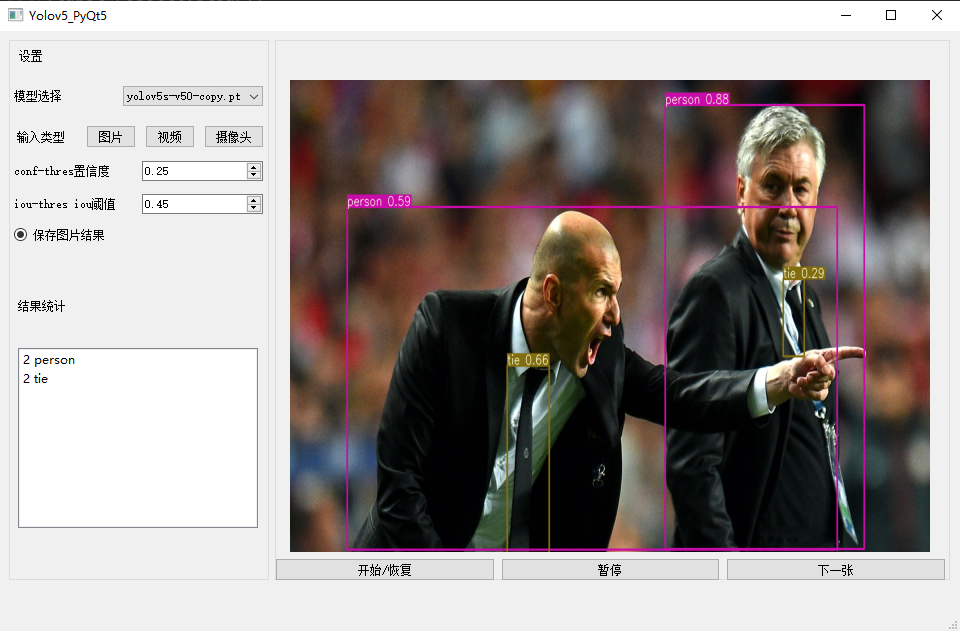 Yolov5_PyQt5
设置
模型选择
yolov5s-v50-copy.pt
输入类型
图片
视频
摄像头
conf-thres置信度
0.25
iou-thres iou阈值
0.45
保存图片结果
结果统计
2 person
2 tie
person 0.88
person 0.59
tie 0.29
tie 0.66
开始/恢复
暂停
下一张